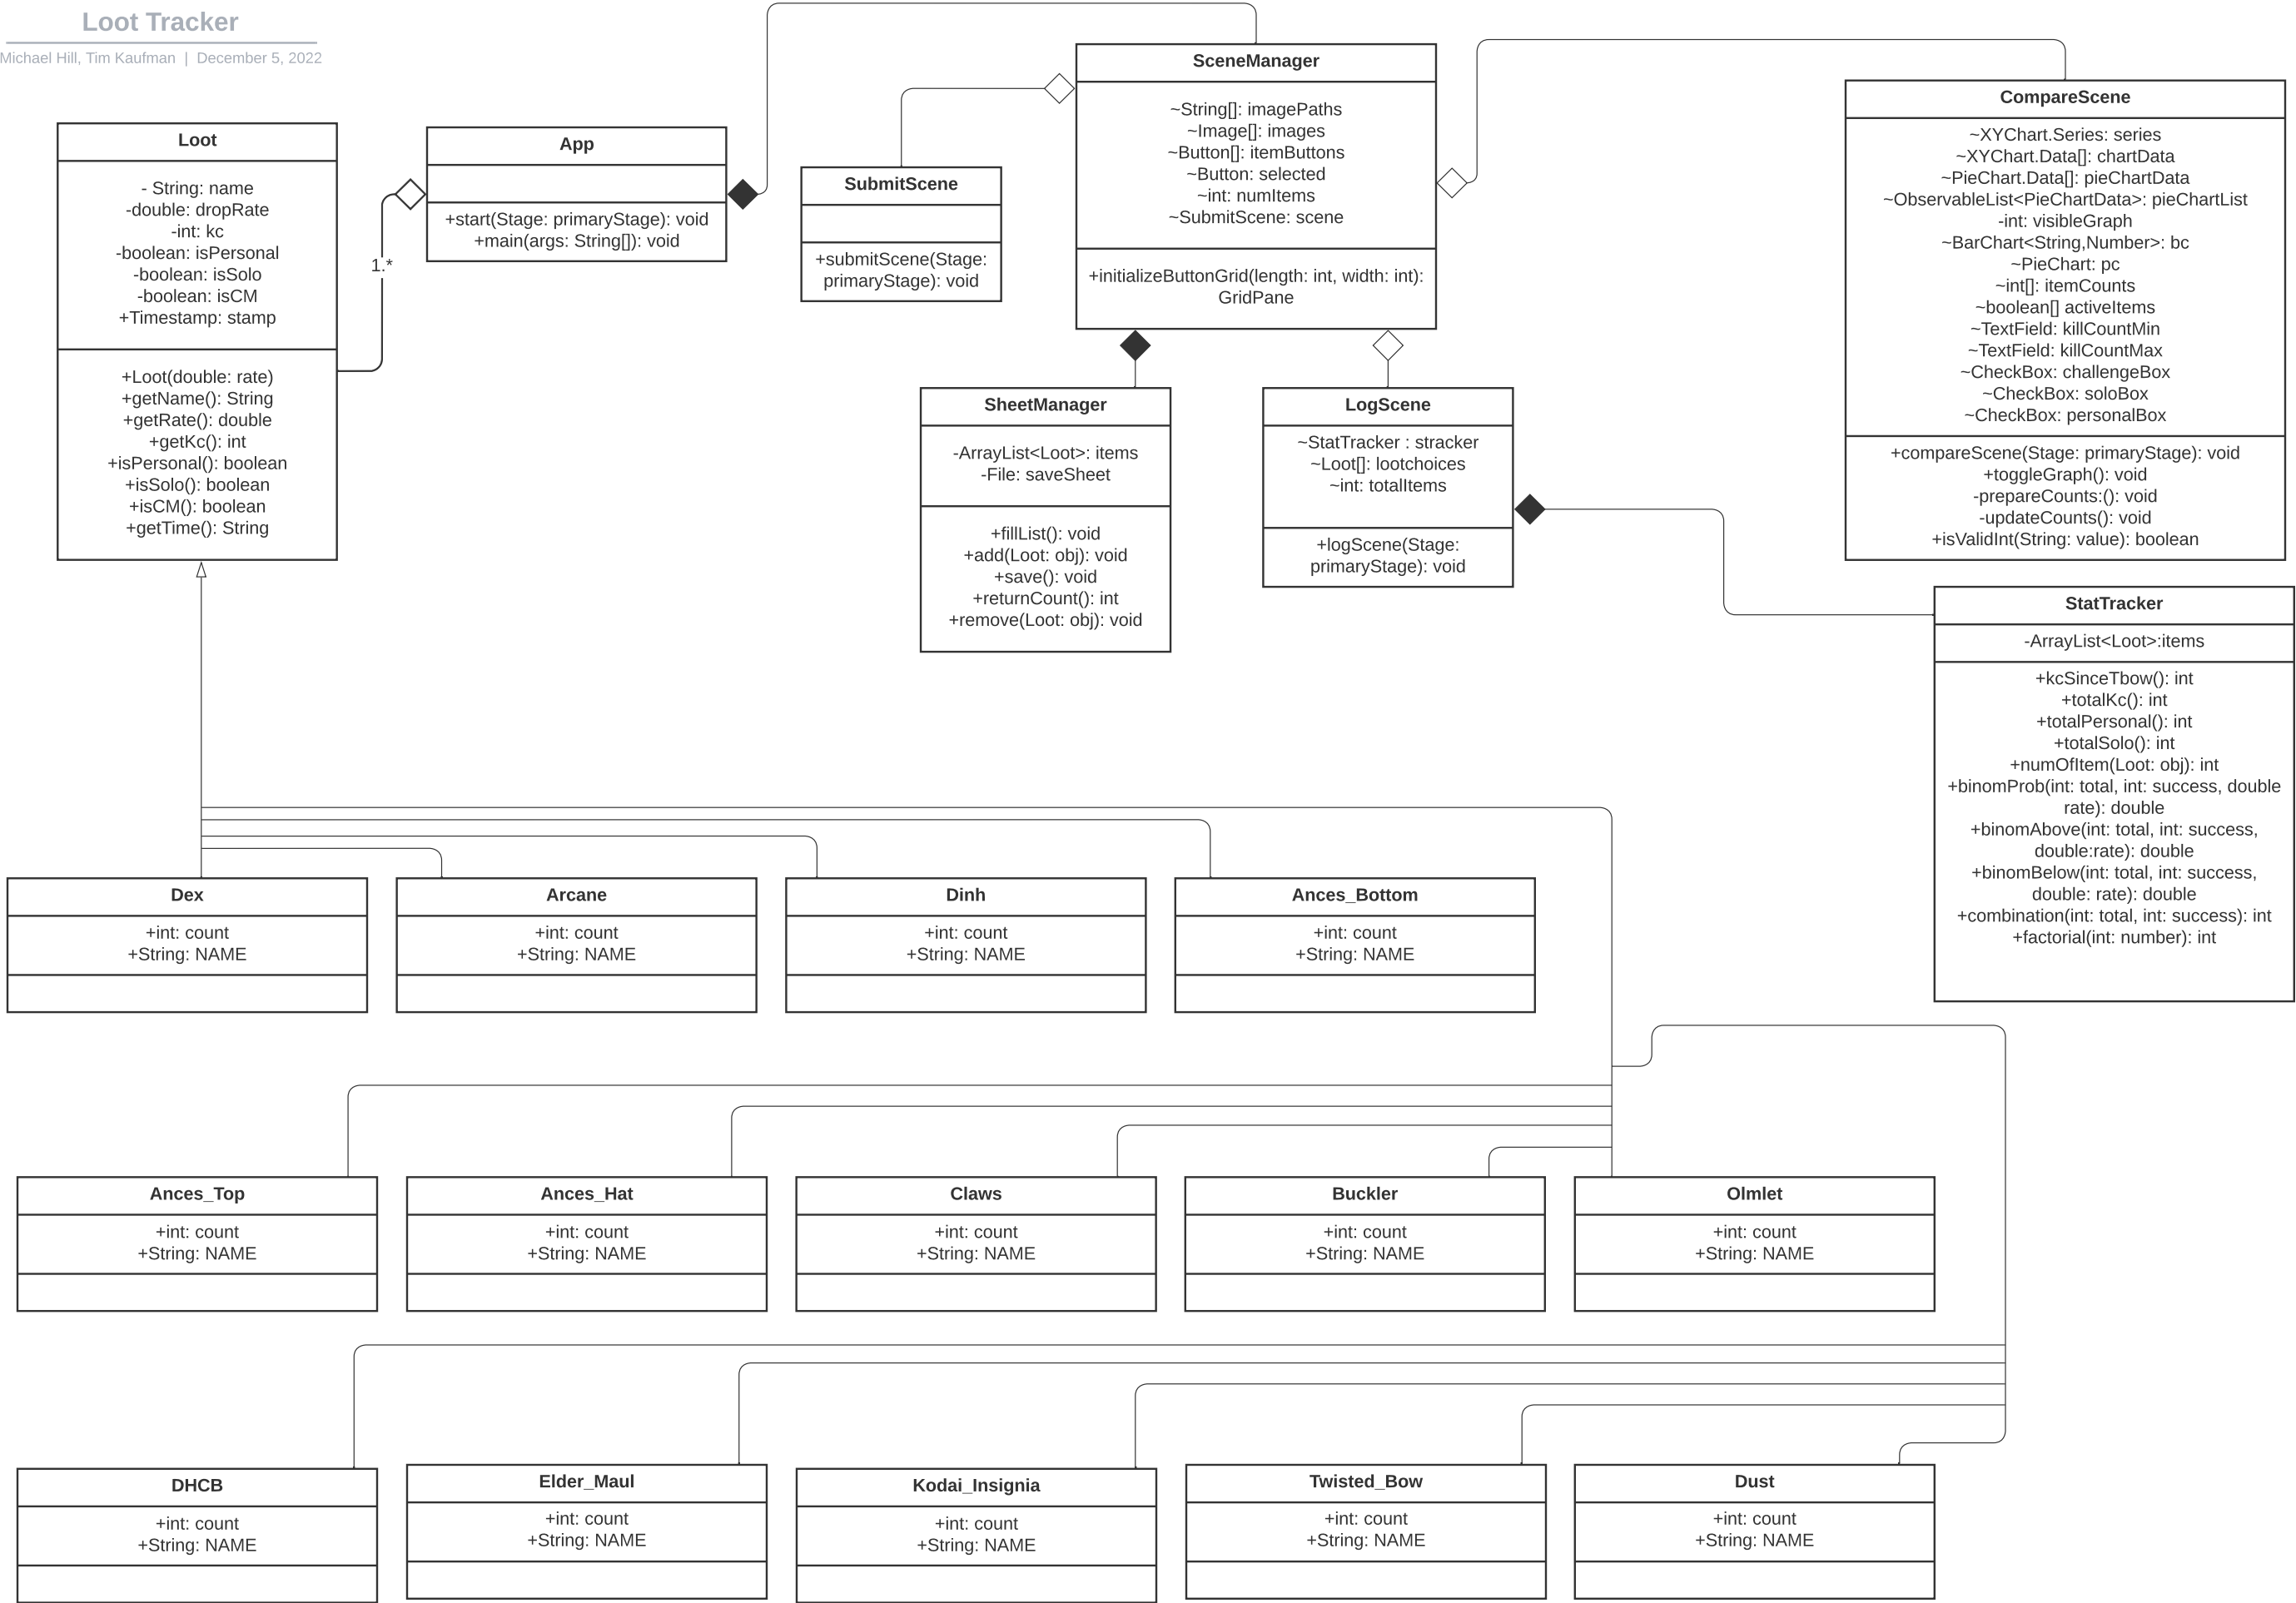 Loot Tracker
Michael Hill, Tim Kaufman | December 5, 2022
Loot
- String: name
-double: dropRate
-int: kc
-boolean: isPersonal
-boolean: isSolo
-boolean: isCM
+Timestamp: stamp
+Loot(double: rate)
+getName(): String
+getRate(): double
+getKc(): int
+isPersonal(): boolean
+isSolo(): boolean
+isCM(): boolean
+getTime(): String
1.*
App
+start(Stage: primaryStage): void
+main(args: String[]): void
SubmitScene
+submitScene(Stage:
primaryStage): void
SceneManager
~String[]: imagePaths
~Image[]: images
~Button[]: itemButtons
~Button: selected
~int: numItems
~SubmitScene: scene
+initializeButtonGrid(length: int, width: int):
GridPane
CompareScene
~XYChart.Series: series
~XYChart.Data[]: chartData
~PieChart.Data[]: pieChartData
~ObservableList<PieChartData>: pieChartList
-int: visibleGraph
~BarChart<String,Number>: bc
~PieChart: pc
~int[]: itemCounts
~boolean[] activeItems
~TextField: killCountMin
~TextField: killCountMax
~CheckBox: challengeBox
~CheckBox: soloBox
~CheckBox: personalBox
+compareScene(Stage: primaryStage): void
+toggleGraph(): void
-prepareCounts:(): void
-updateCounts(): void
+isValidInt(String: value): boolean
SheetManager
-ArrayList<Loot>: items
-File: saveSheet
+fillList(): void
+add(Loot: obj): void
+save(): void
+returnCount(): int
+remove(Loot: obj): void
LogScene
~StatTracker : stracker
~Loot[]: lootchoices
~int: totalItems
+logScene(Stage:
primaryStage): void
StatTracker
-ArrayList<Loot>:items
+kcSinceTbow(): int
+totalKc(): int
+totalPersonal(): int
+totalSolo(): int
+numOfItem(Loot: obj): int
+binomProb(int: total, int: success, double
rate): double
+binomAbove(int: total, int: success,
double:rate): double
+binomBelow(int: total, int: success,
double: rate): double
+combination(int: total, int: success): int
+factorial(int: number): int
Dex
+int: count
+String: NAME
Arcane
+int: count
+String: NAME
Dinh
+int: count
+String: NAME
Ances_Bottom
+int: count
+String: NAME
Ances_Top
+int: count
+String: NAME
Ances_Hat
+int: count
+String: NAME
Claws
+int: count
+String: NAME
Buckler
+int: count
+String: NAME
Olmlet
+int: count
+String: NAME
DHCB
+int: count
+String: NAME
Elder_Maul
+int: count
+String: NAME
Kodai_Insignia
+int: count
+String: NAME
Twisted_Bow
+int: count
+String: NAME
Dust
+int: count
+String: NAME